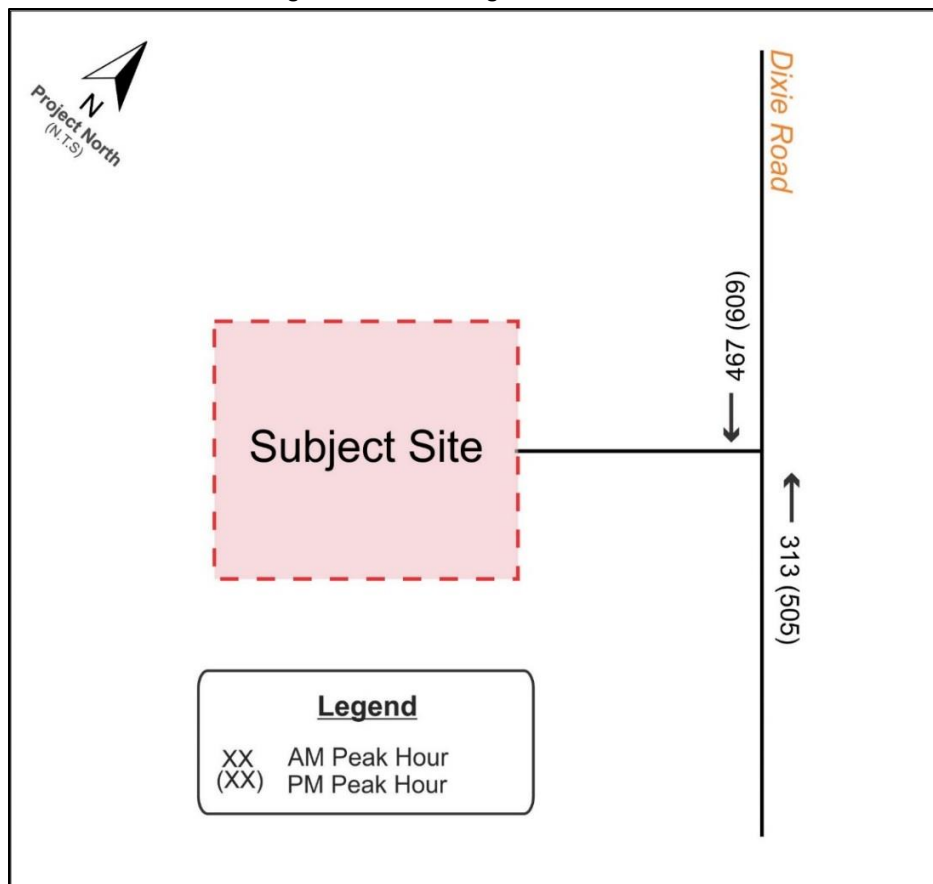 Project North
(N.T.S)
N
Dixie Road
467 (609)
Subject Site
313 (505)
Legend
XX AM Peak Hour
(XX) PM Peak Hour